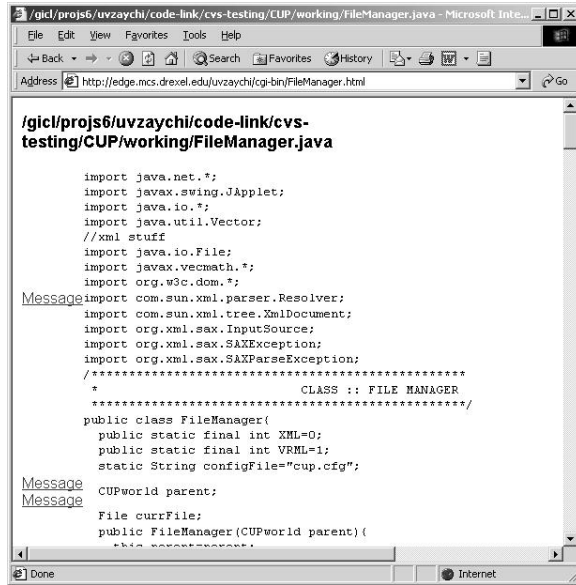 /gicl/projs6/uvzaychi/code-link/cvs-testing/CUP/working/FileManager.java - Microsoft Inte...
File Edit View Favorites Tools Help
Back Search Favorites History
Address http://edge.mcs.drexel.edu/uvzaychi/cgi-bin/FileManager.html Go
/gicl/projs6/uvzaychi/code-link/cvs-
testing/CUP/working/FileManager.java
import java.net.*;
import javax.swing.JApplet;
import java.io.*;
import java.util.Vector;
//xml stuff
import java.io.File;
import javax.vecmath.*;
import org.w3c.dom.*;
Message import com.sun.xml.parser.Resolver;
import com.sun.xml.tree.XmlDocument;
import org.xml.sax.InputSource;
import org.xml.sax.SAXException;
import org.xml.sax.SAXParseException;
/***************************************************
* CLASS :: FILE MANAGER
***************************************************/
public class FileManager{
public static final int XML=0;
public static final int VRML=1;
static String configFile="cup.cfg";
Message
Message CUPworld parent;
File currFile;
public FileManager(CUPworld parent){
this.parent=parent;
Done Internet